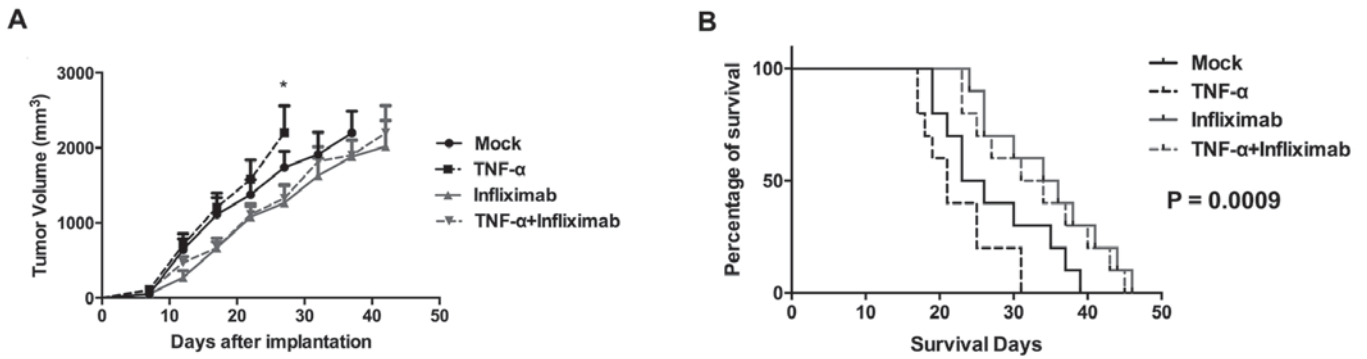 A
Tumor Volume (mm³)
3000
2000
1000
0
*
0 10 20 30 40 50
Days after implantation
Mock
TNF-α
Infliximab
TNF-α+Infliximab
B
Percentage of survival
100
50
0
0 10 20 30 40 50
Survival Days
Mock
TNF-α
Infliximab
TNF-α+Infliximab
P = 0.0009